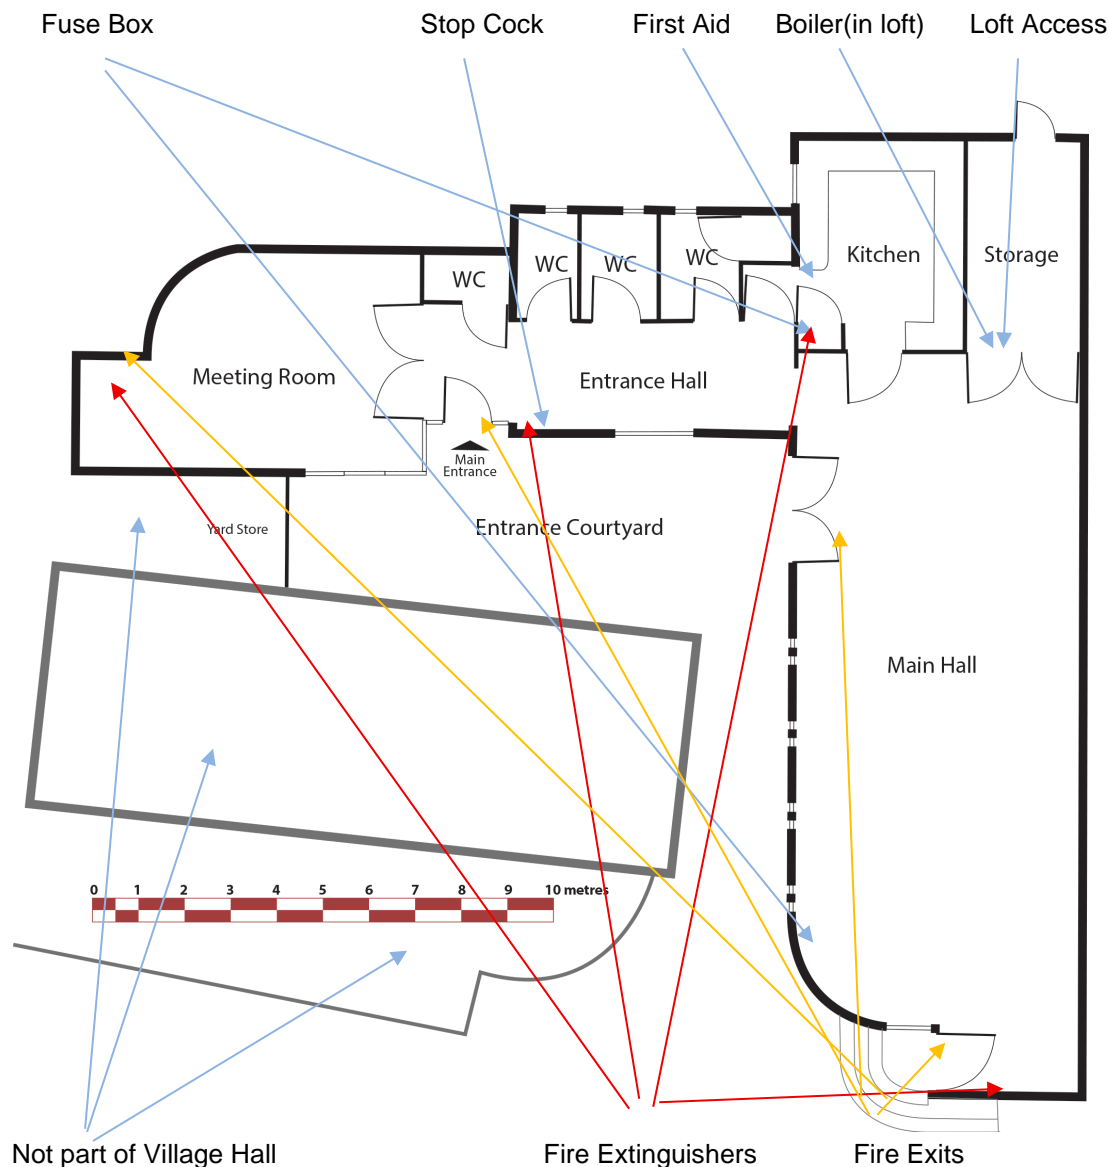 Fuse Box
Stop Cock
First Aid
Boiler(in loft)
Loft Access
Kitchen
Storage
WC
WC
WC
WC
Meeting Room
Entrance Hall
Main
Entrance
Yard Store
Entrance Courtyard
Main Hall
0 1 2 3 4 5 6 7 8 9 10 metres
Not part of Village Hall
Fire Extinguishers
Fire Exits